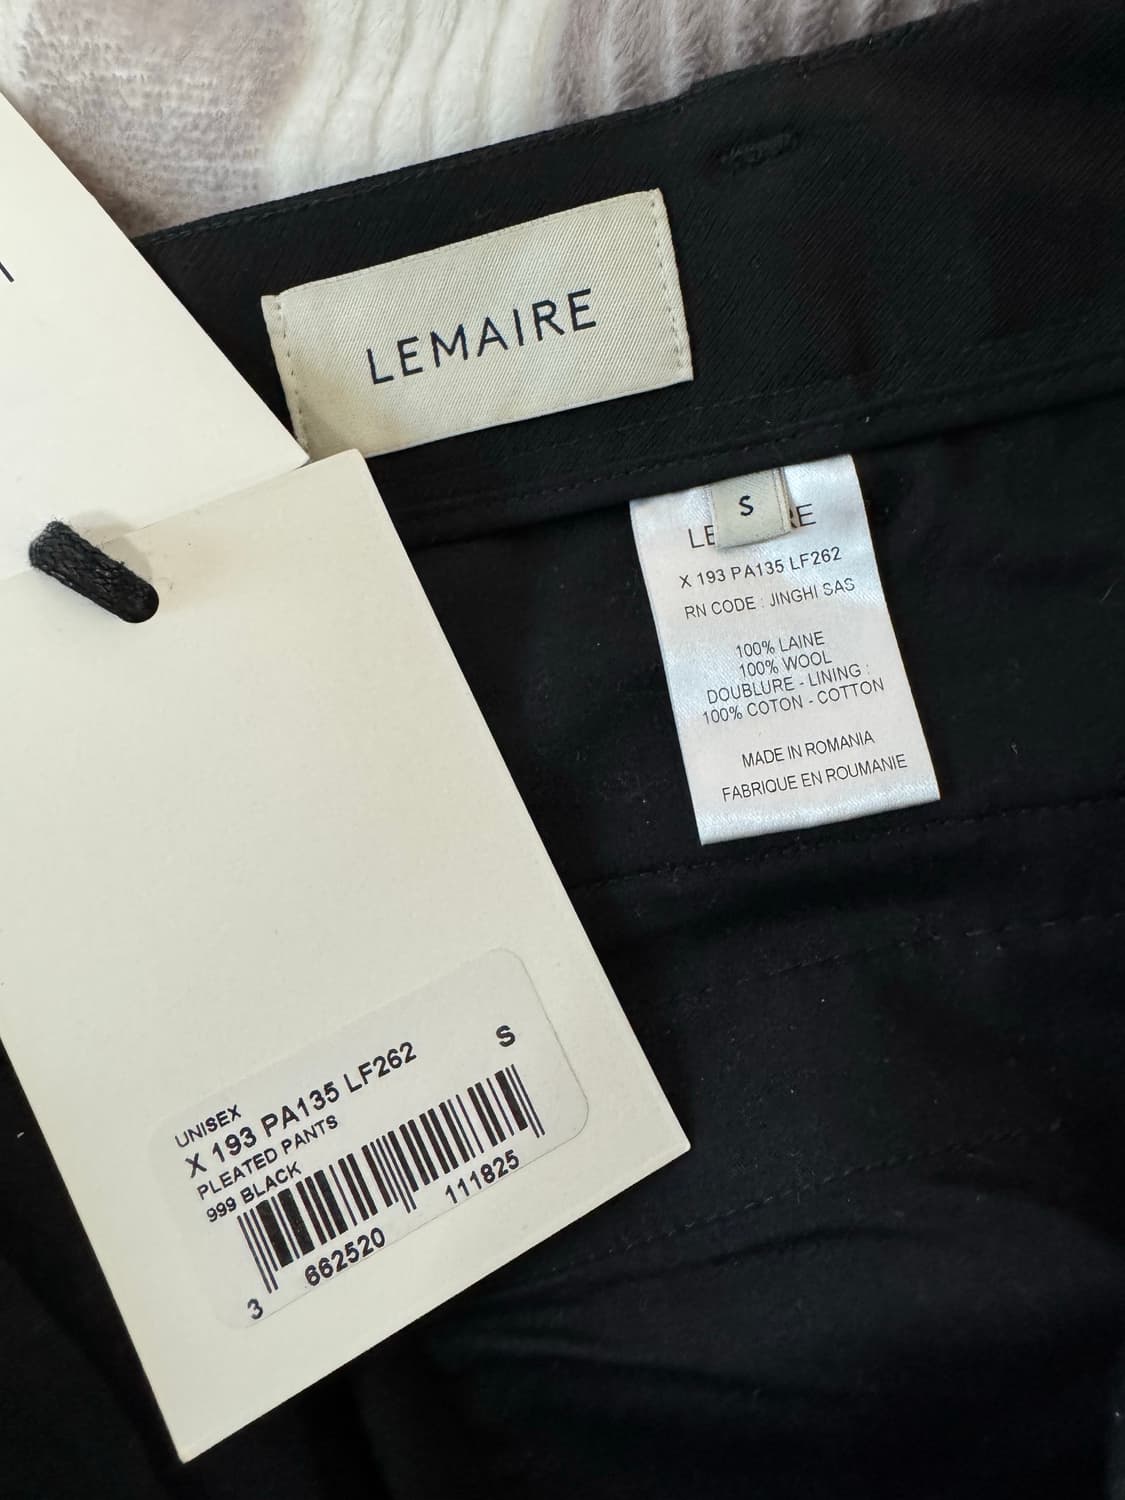 LEMAIRE
S
LE RE
X 193 PA135 LF262
RN CODE : JINGHI SAS
100% LAINE
100% WOOL
DOUBLURE - LINING :
100% COTON - COTTON
MADE IN ROMANIA
FABRIQUE EN ROUMANIE
UNISEX
X 193 PA135 LF262 S
PLEATED PANTS
999 BLACK
3 662520 111825